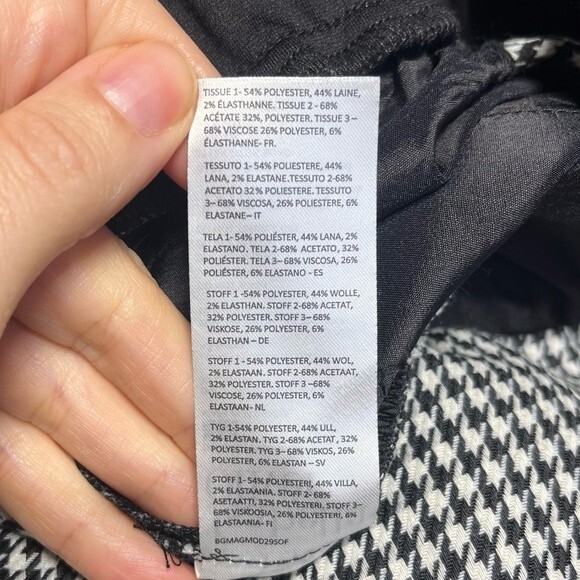 TISSUE 1- 54% POLYESTER, 44% LAINE,
2% ÉLASTHANNE. TISSUE 2 - 68%
ACÉTATE 32%, POLYESTER. TISSUE 3 –
68% VISCOSE 26% POLYESTER, 6%
ÉLASTHANNE- FR.
TESSUTO 1- 54% POLIESTERE, 44%
LANA, 2% ELASTANE.TESSUTO 2-68%
ACETATO 32% POLIESTERE. TESSUTO
3– 68% VISCOSA, 26% POLIESTERE, 6%
ELASTANE– IT
TELA 1- 54% POLIÉSTER, 44% LANA, 2%
ELASTANO. TELA 2-68% ACETATO, 32%
POLIÉSTER. TELA 3– 68% VISCOSA, 26%
POLIÉSTER, 6% ELASTANO - ES
STOFF 1 -54% POLYESTER, 44% WOLLE,
2% ELASTHAN. STOFF 2-68% ACETAT,
32% POLYESTER. STOFF 3–68%
VISKOSE, 26% POLYESTER, 6%
ELASTHAN – DE
STOFF 1 - 54% POLYESTER, 44% WOL,
2% ELASTAAN. STOFF 2-68% ACETAAT,
32% POLYESTER. STOFF 3 –68%
VISCOSE, 26% POLYESTER, 6%
ELASTAAN- NL
TYG 1-54% POLYESTER, 44% ULL,
2% ELASTAN. TYG 2-68% ACETAT, 32%
POLYESTER. TYG 3– 68% VISKOS, 26%
POLYESTER, 6% ELASTAN – SV
STOFF 1 - 54% POLYESTERI, 44% VILLA,
2% ELASTAANIA. STOFF 2-68%
ASETAATTI, 32% POLYESTERI. STOFF 3
– 68% VISKOOSIA, 26% POLYESTERI, 6%
ELASTAANIA- FI
BGMAGMOD29SOF